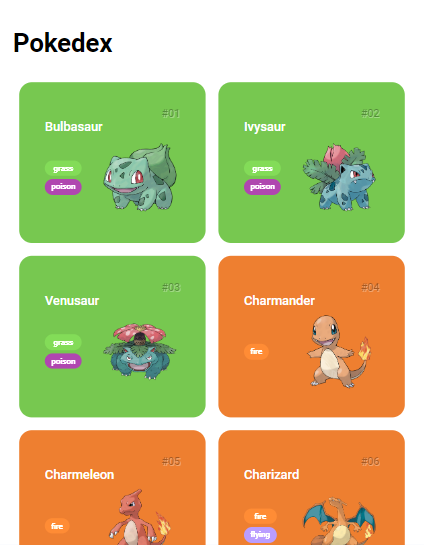 Pokedex
#01
Bulbasaur
grass
poison
#02
Ivysaur
grass
poison
#03
Venusaur
grass
poison
#04
Charmander
fire
#05
Charmeleon
fire
#06
Charizard
fire
flying